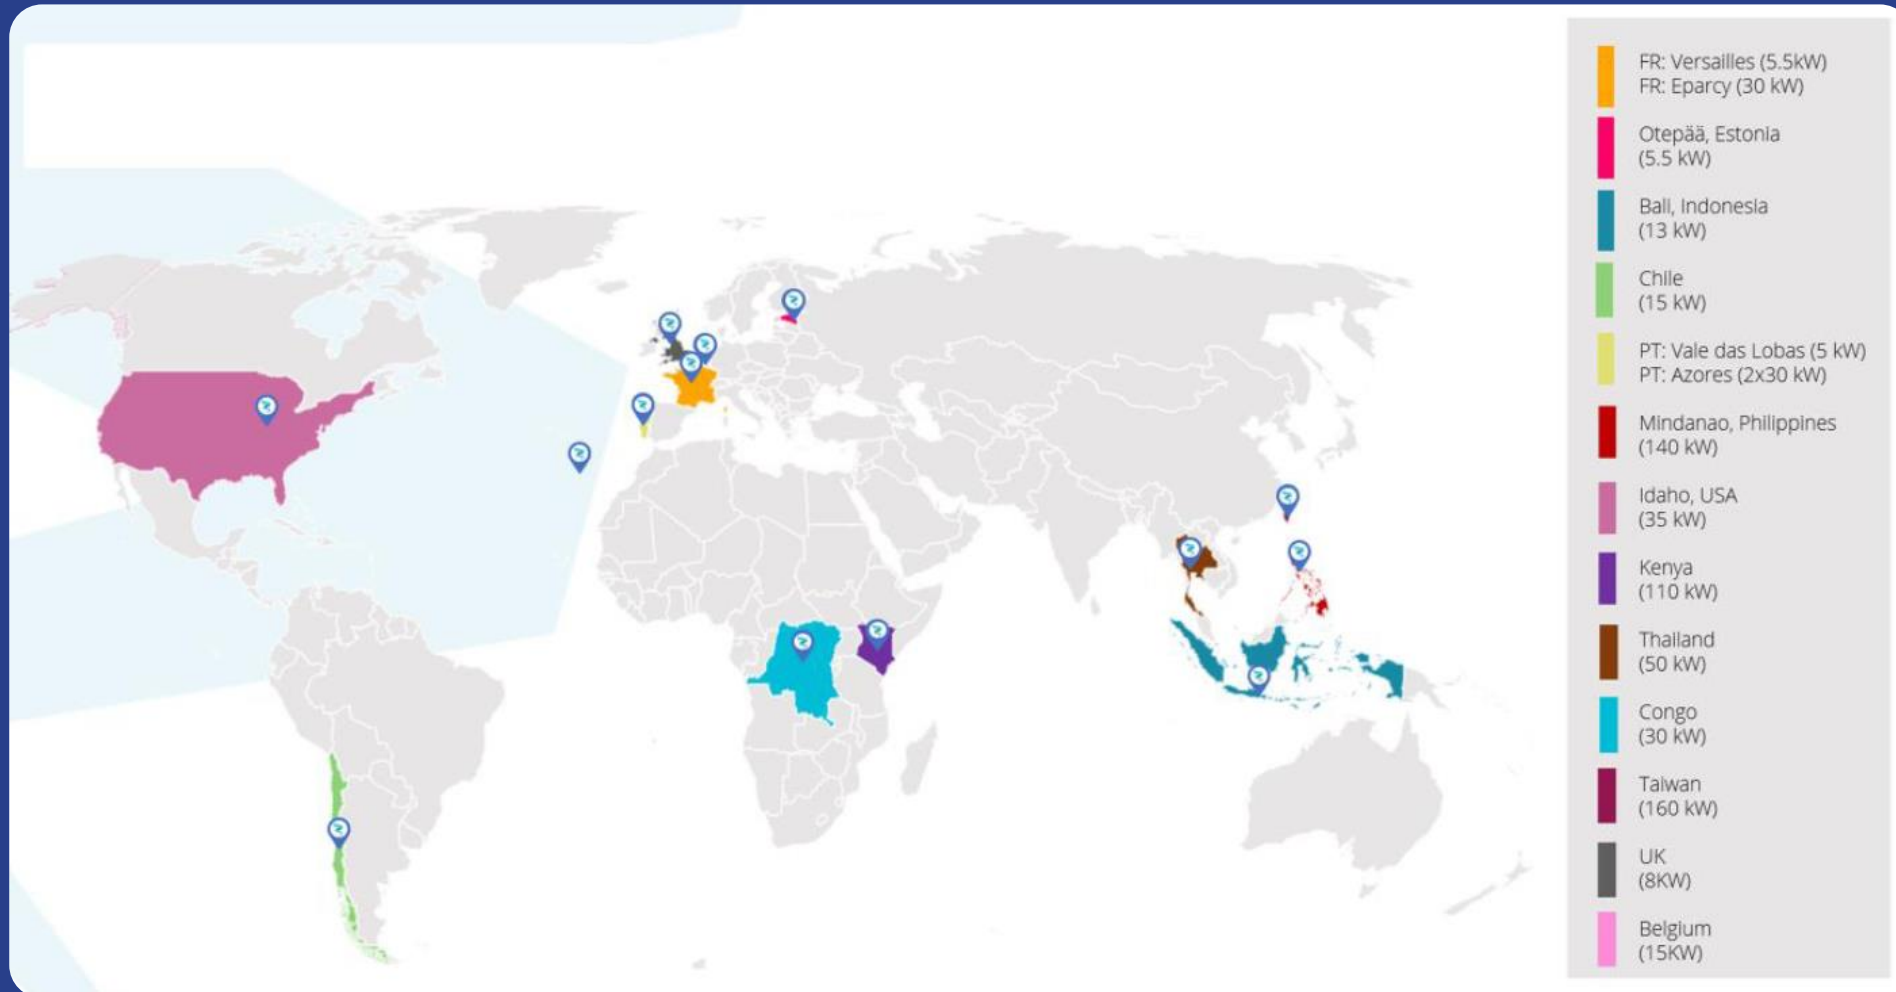 FR: Versailles (5.5kW)
FR: Eparcy (30 kW)
Otepää, Estonia
(5.5 kW)
Bali, Indonesia
(13 kW)
Chile
(15 kW)
PT: Vale das Lobas (5 kW)
PT: Azores (2x30 kW)
Mindanao, Philippines
(140 kW)
Idaho, USA
(35 kW)
Kenya
(110 kW)
Thailand
(50 kW)
Congo
(30 kW)
Taiwan
(160 kW)
UK
(8KW)
Belgium
(15KW)